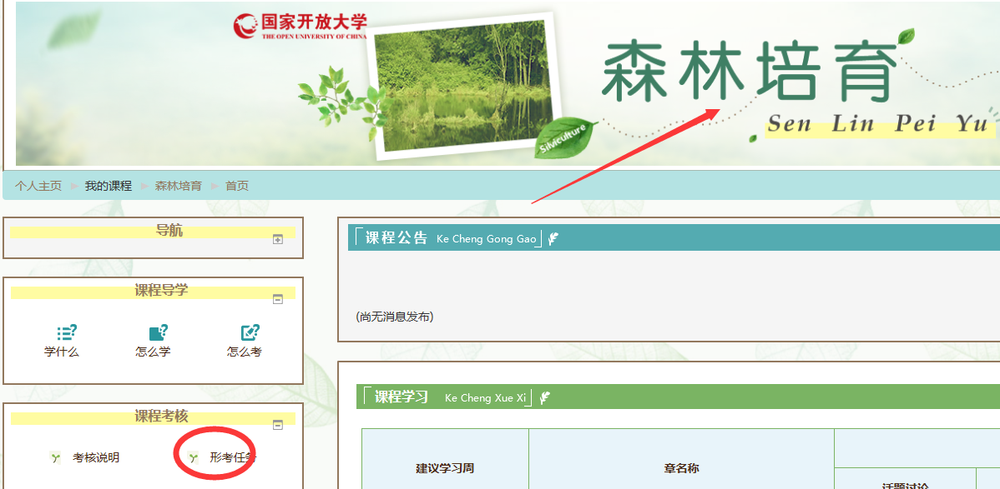 国家开放大学
THE OPEN UNIVERSITY OF CHINA
森林培育
Silviculture
Sen Lin Pei Yu
个人主页 我的课程 森林培育 首页
导航
课程导学
学什么 怎么学 怎么考
课程考核
考核说明 形考任务
课程公告 Ke Cheng Gong Gao
(尚无消息发布)
课程学习 Ke Cheng Xue Xi
建议学习周 章名称
话题讨论